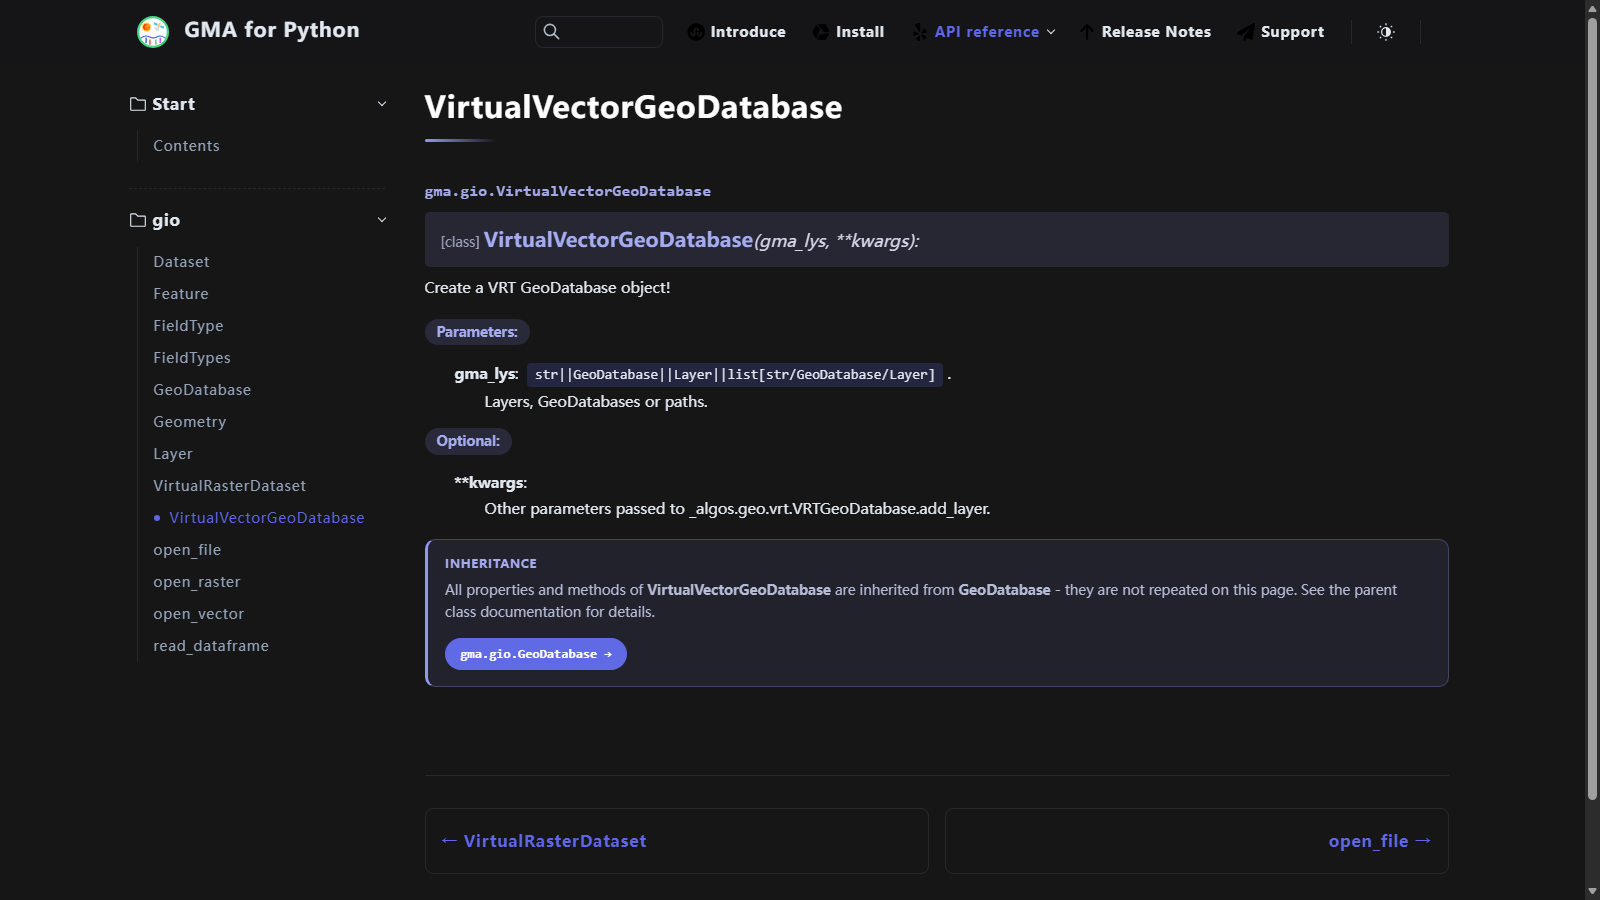 GMA for Python
Introduce
Install
API reference
Release Notes
Support
Start
Contents
gio
Dataset
Feature
FieldType
FieldTypes
GeoDatabase
Geometry
Layer
VirtualRasterDataset
VirtualVectorGeoDatabase
open_file
open_raster
open_vector
read_dataframe
VirtualVectorGeoDatabase
gma.gio.VirtualVectorGeoDatabase
[class] VirtualVectorGeoDatabase(gma_lys, **kwargs):
Create a VRT GeoDatabase object!
Parameters:
gma_lys: str||GeoDatabase||Layer||list[str/GeoDatabase/Layer] .
Layers, GeoDatabases or paths.
Optional:
**kwargs:
Other parameters passed to _algos.geo.vrt.VRTGeoDatabase.add_layer.
INHERITANCE
All properties and methods of VirtualVectorGeoDatabase are inherited from GeoDatabase - they are not repeated on this page. See the parent
class documentation for details.
gma.gio.GeoDatabase →
← VirtualRasterDataset
open_file →